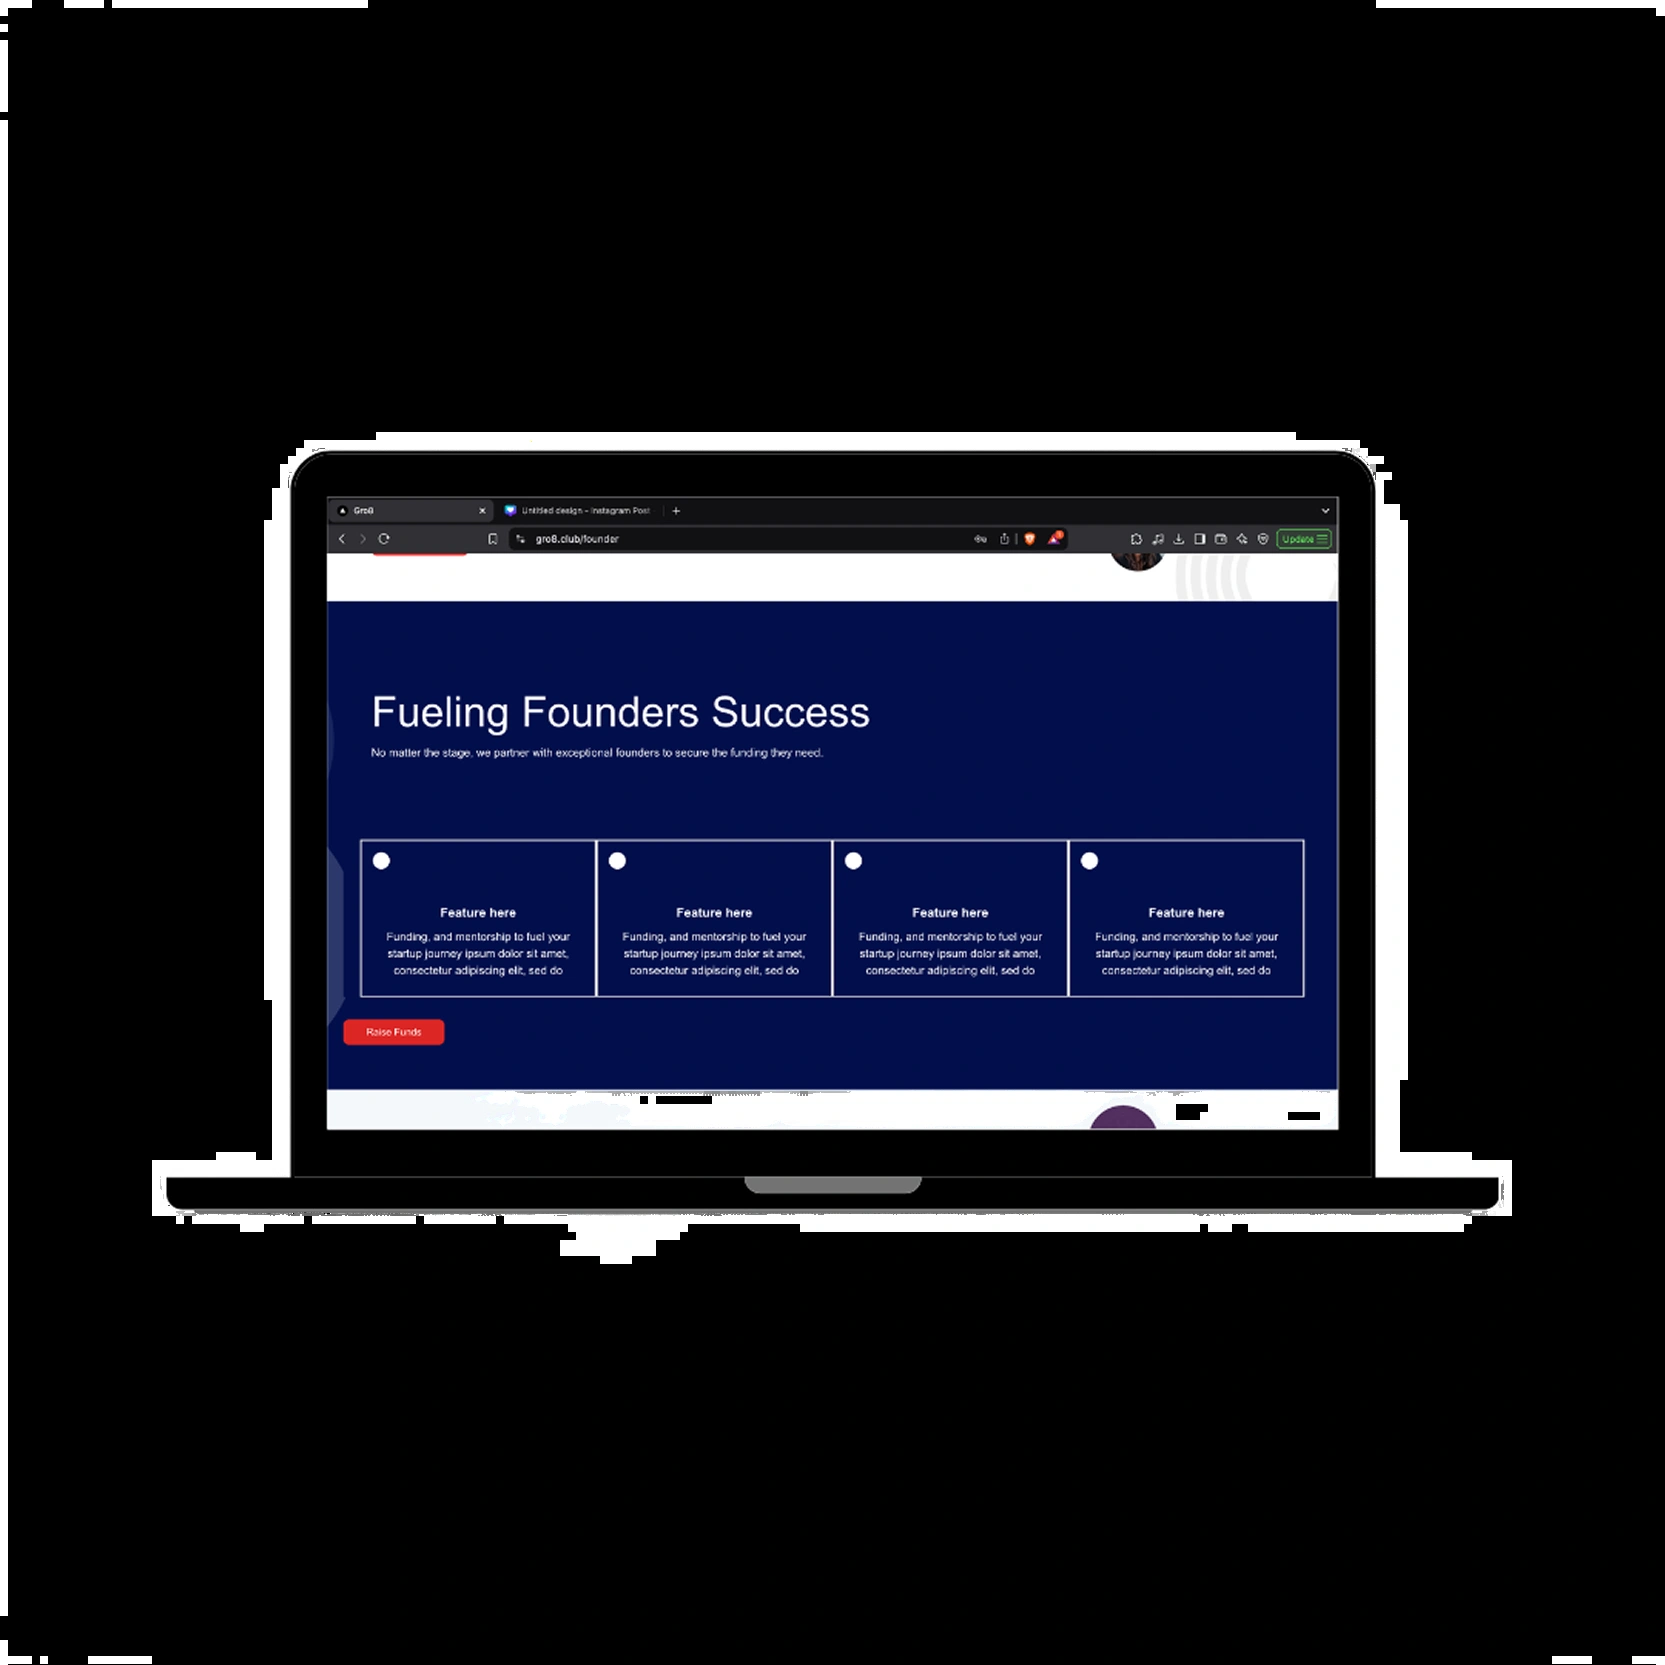 Gro8
Untitled design - Instagram Post
gro8.club/founder
Update
Fueling Founders Success
No matter the stage, we partner with exceptional founders to secure the funding they need.
Feature here
Funding, and mentorship to fuel your
startup journey ipsum dolor sit amet,
consectetur adipiscing elit, sed do
Feature here
Funding, and mentorship to fuel your
startup journey ipsum dolor sit amet,
consectetur adipiscing elit, sed do
Feature here
Funding, and mentorship to fuel your
startup journey ipsum dolor sit amet,
consectetur adipiscing elit, sed do
Feature here
Funding, and mentorship to fuel your
startup journey ipsum dolor sit amet,
consectetur adipiscing elit, sed do
Raise Funds